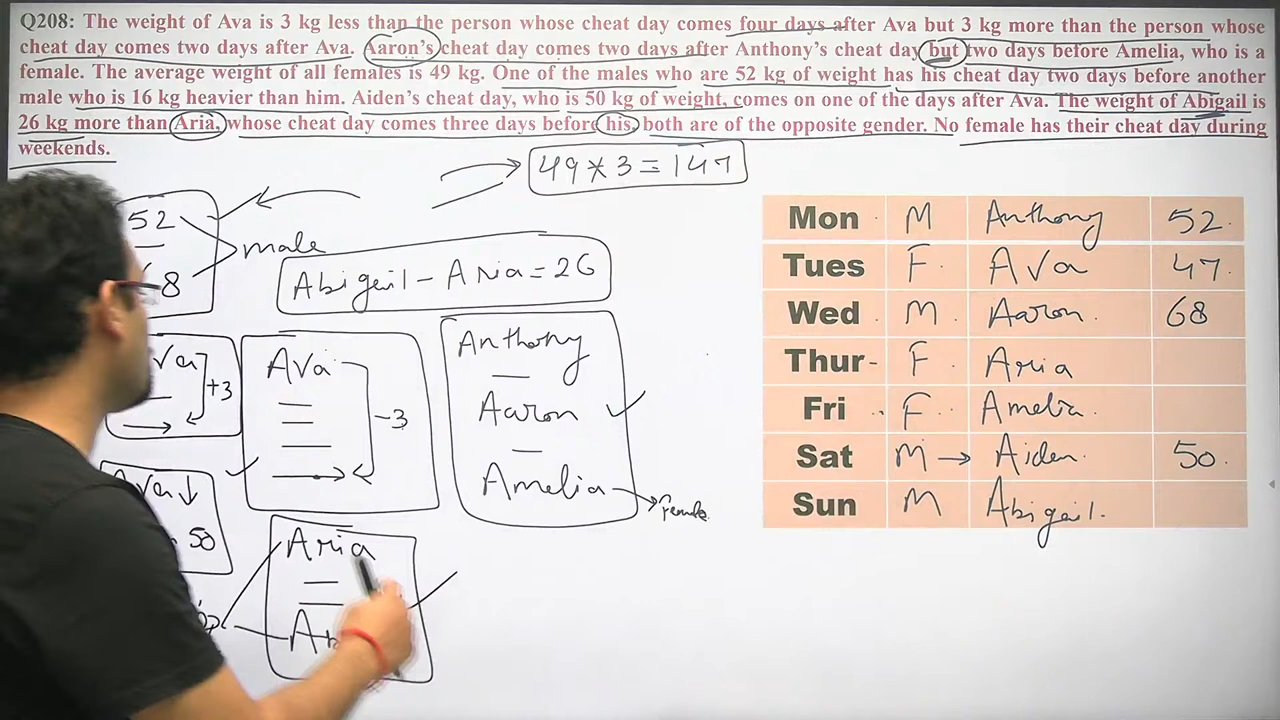 Q208: The weight of Ava is 3 kg less than the person whose cheat day comes four days after Ava but 3 kg more than the person whose
cheat day comes two days after Ava. Aaron's cheat day comes two days after Anthony's cheat day but two days before Amelia, who is a
female. The average weight of all females is 49 kg. One of the males who are 52 kg of weight has his cheat day two days before another
male who is 16 kg heavier than him. Aiden's cheat day, who is 50 kg of weight, comes on one of the days after Ava. The weight of Abigail is
26 kg more than Aria, whose cheat day comes three days before his, both are of the opposite gender. No female has their cheat day during
weekends.
49 * 3 = 147
52
male
8
Abigail - Aria = 26
va
+3
Ava
-3
Anthony
Aaron
Amelia
female
va ↓
50
Aria
Mon M Anthony 52
Tues F Ava 47
Wed M Aaron 68
Thur F Aria
Fri F Amelia
Sat M → Aiden 50
Sun M Abigail